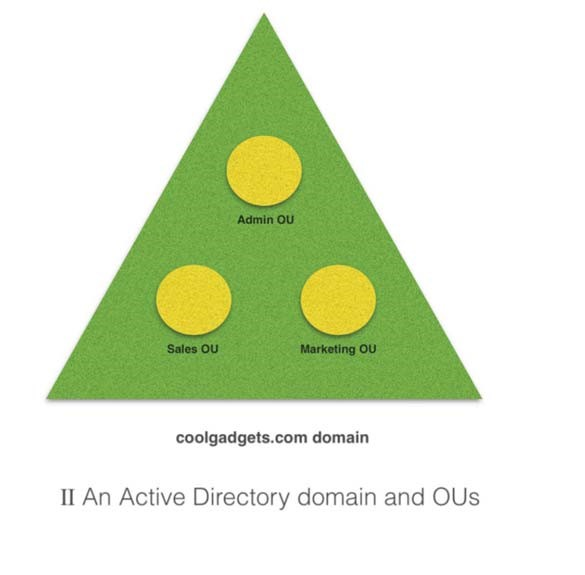 Admin OU
Sales OU
Marketing OU
coolgadgets.com domain
II An Active Directory domain and OUs